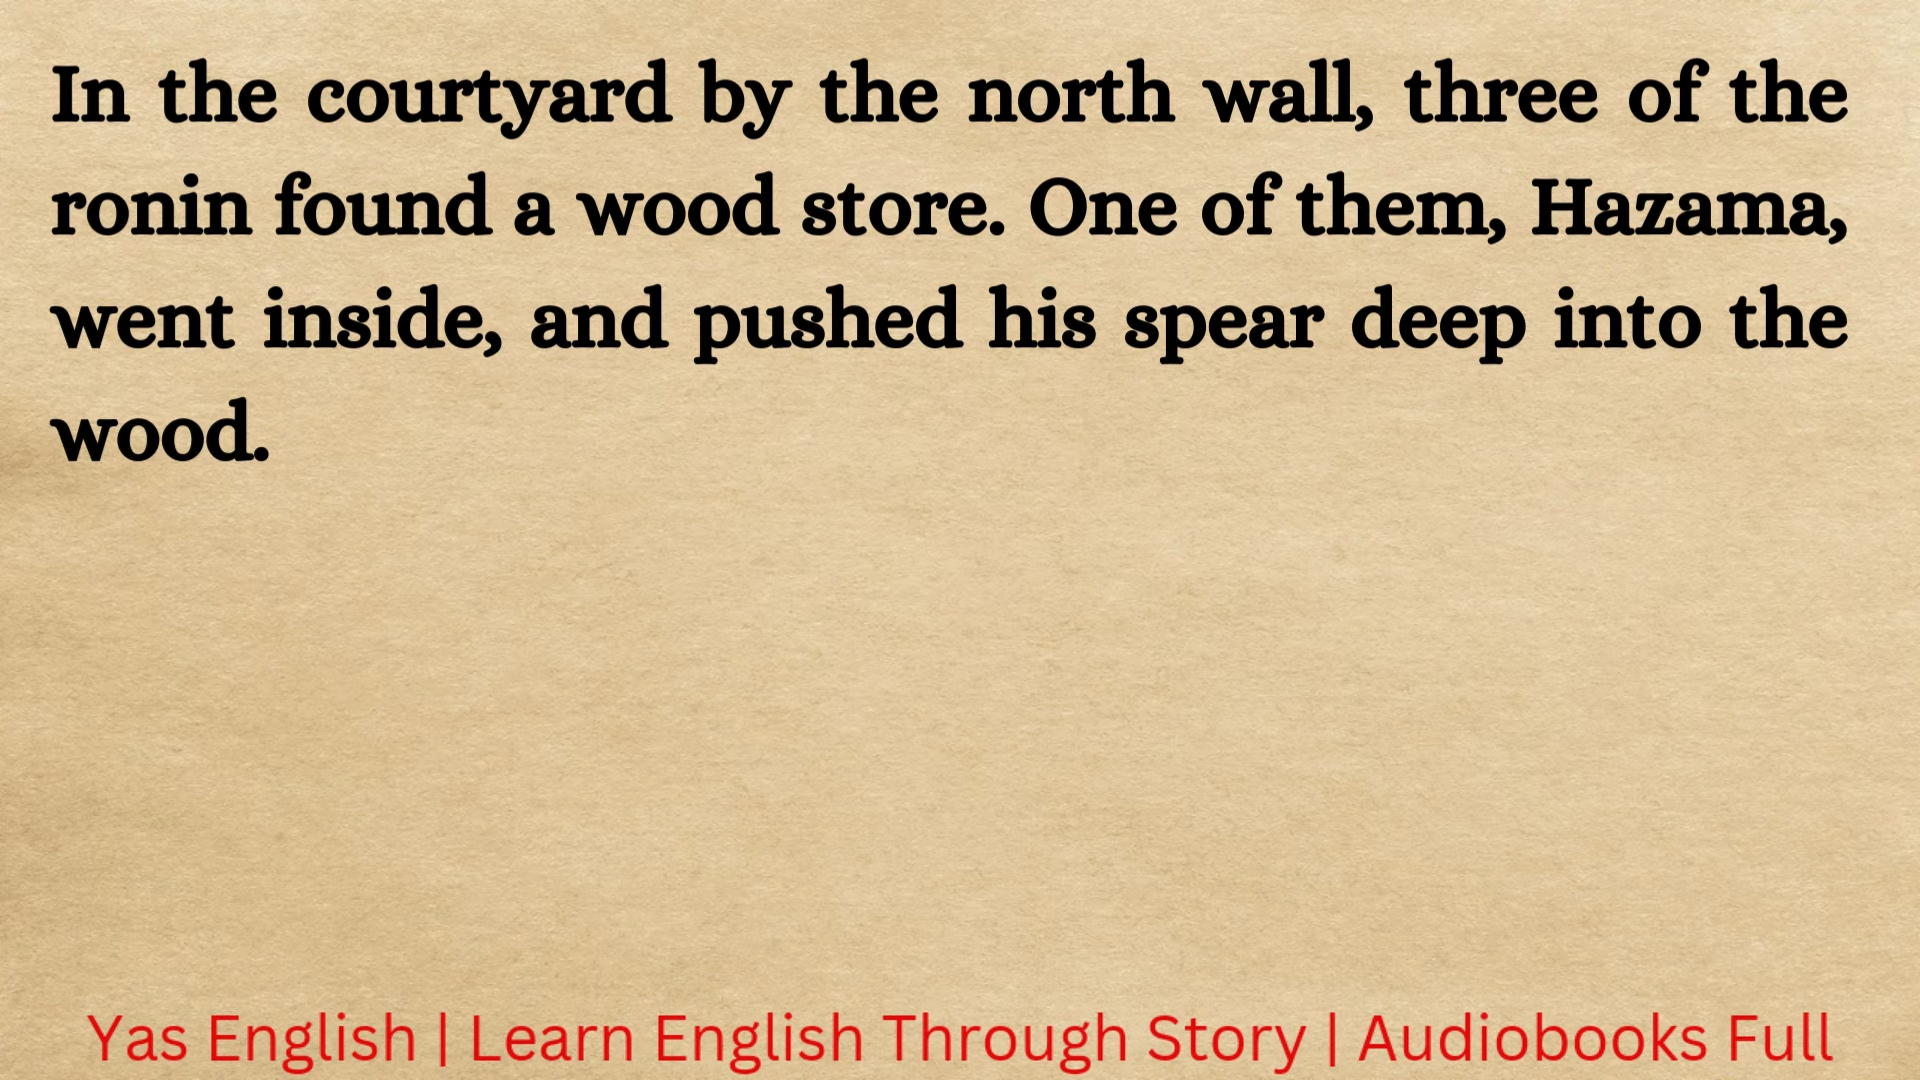 In the courtyard by the north wall, three of the
ronin found a wood store. One of them, Hazama,
went inside, and pushed his spear deep into the
wood.
Yas English | Learn English Through Story | Audiobooks Full